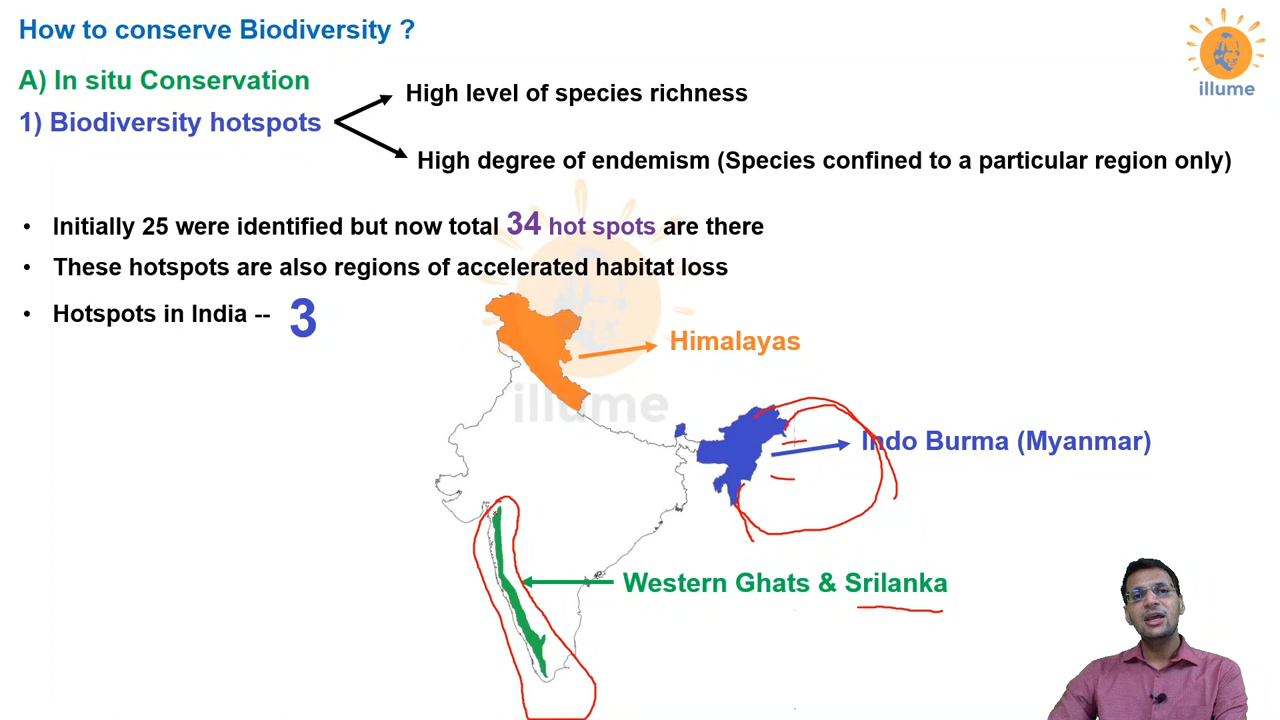 How to conserve Biodiversity ?
illume
A) In situ Conservation
1) Biodiversity hotspots
High level of species richness
High degree of endemism (Species confined to a particular region only)
• Initially 25 were identified but now total 34 hot spots are there
• These hotspots are also regions of accelerated habitat loss
• Hotspots in India -- 3
Himalayas
illume
Indo Burma (Myanmar)
Western Ghats & Srilanka